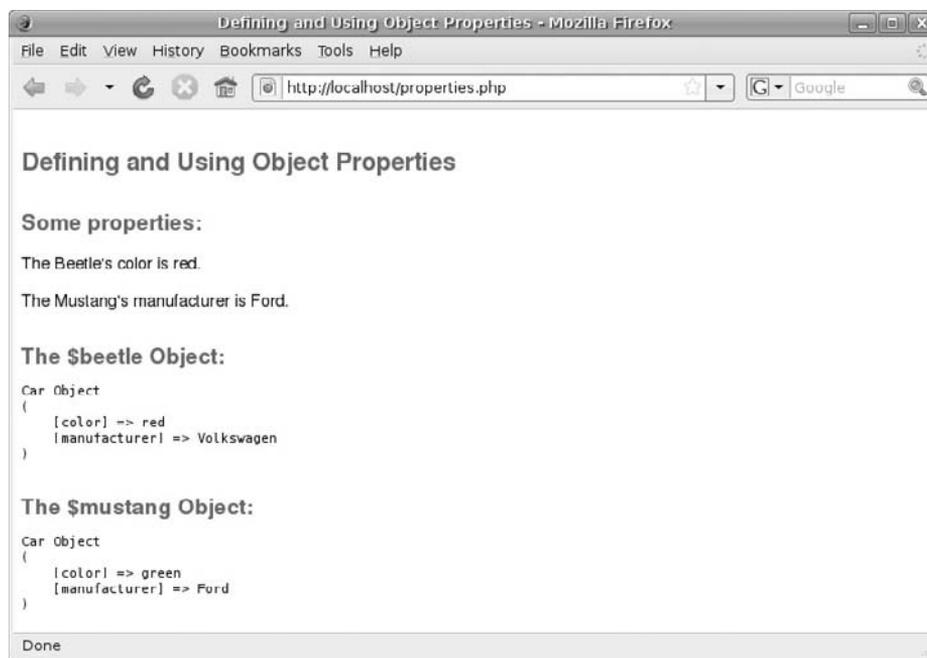 Defining and Using Object Properties - Mozilla Firefox
File Edit View History Bookmarks Tools Help
http://localhost/properties.php
G Google
Defining and Using Object Properties
Some properties:
The Beetle's color is red.
The Mustang's manufacturer is Ford.
The $beetle Object:
Car Object
(
[color] => red
[manufacturer] => Volkswagen
)
The $mustang Object:
Car Object
(
[color] => green
[manufacturer] => Ford
)
Done